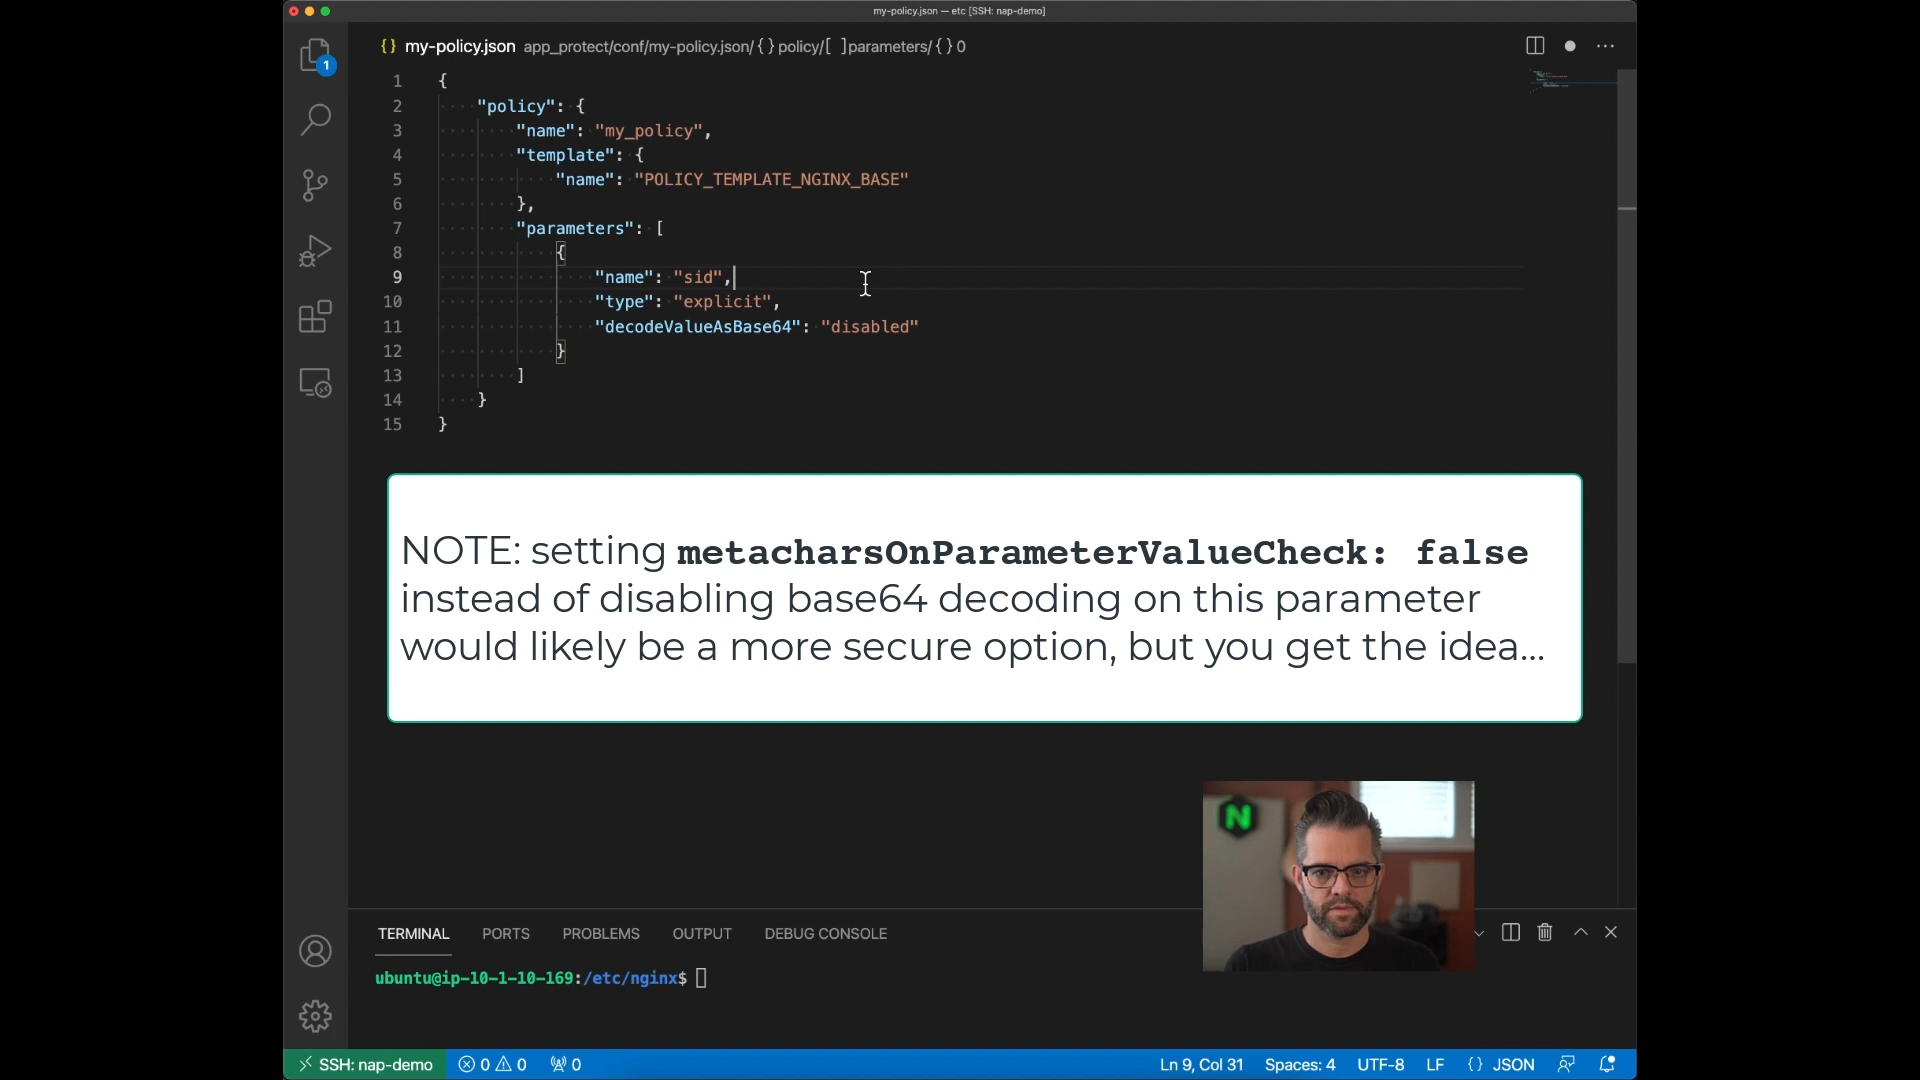 my-policy.json — etc [SSH: nap-demo]
{} my-policy.json app_protect/conf/my-policy.json/ { } policy/[ ]parameters/ { } 0
1
1 {
2 "policy": {
3 "name": "my_policy",
4 "template": {
5 "name": "POLICY_TEMPLATE_NGINX_BASE"
6 },
7 "parameters": [
8 {
9 "name": "sid",
10 "type": "explicit",
11 "decodeValueAsBase64": "disabled"
12 }
13 ]
14 }
15 }
NOTE: setting metacharsOnParameterValueCheck: false
instead of disabling base64 decoding on this parameter
would likely be a more secure option, but you get the idea...
N
TERMINAL PORTS PROBLEMS OUTPUT DEBUG CONSOLE
ubuntu@ip-10-1-10-169:/etc/nginx$
SSH: nap-demo 0 0 0 Ln 9, Col 31 Spaces: 4 UTF-8 LF {} JSON